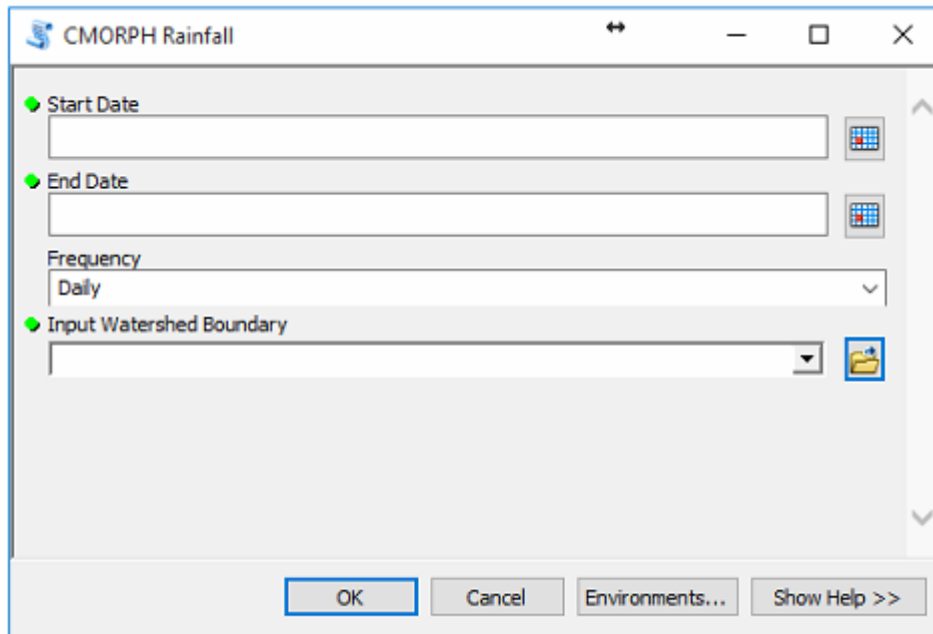 CMORPH Rainfall
Start Date
End Date
Frequency
Daily
Input Watershed Boundary
OK Cancel Environments... Show Help >>